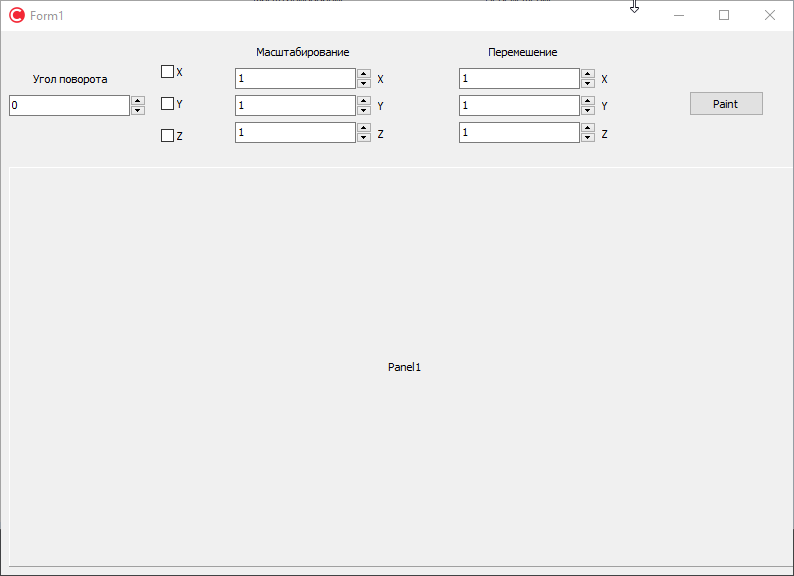 Form1
Масштабирование
Перемешение
Угол поворота
X
1 X
1 X
0
Y
1 Y
1 Y
Paint
Z
1 Z
1 Z
Panel1